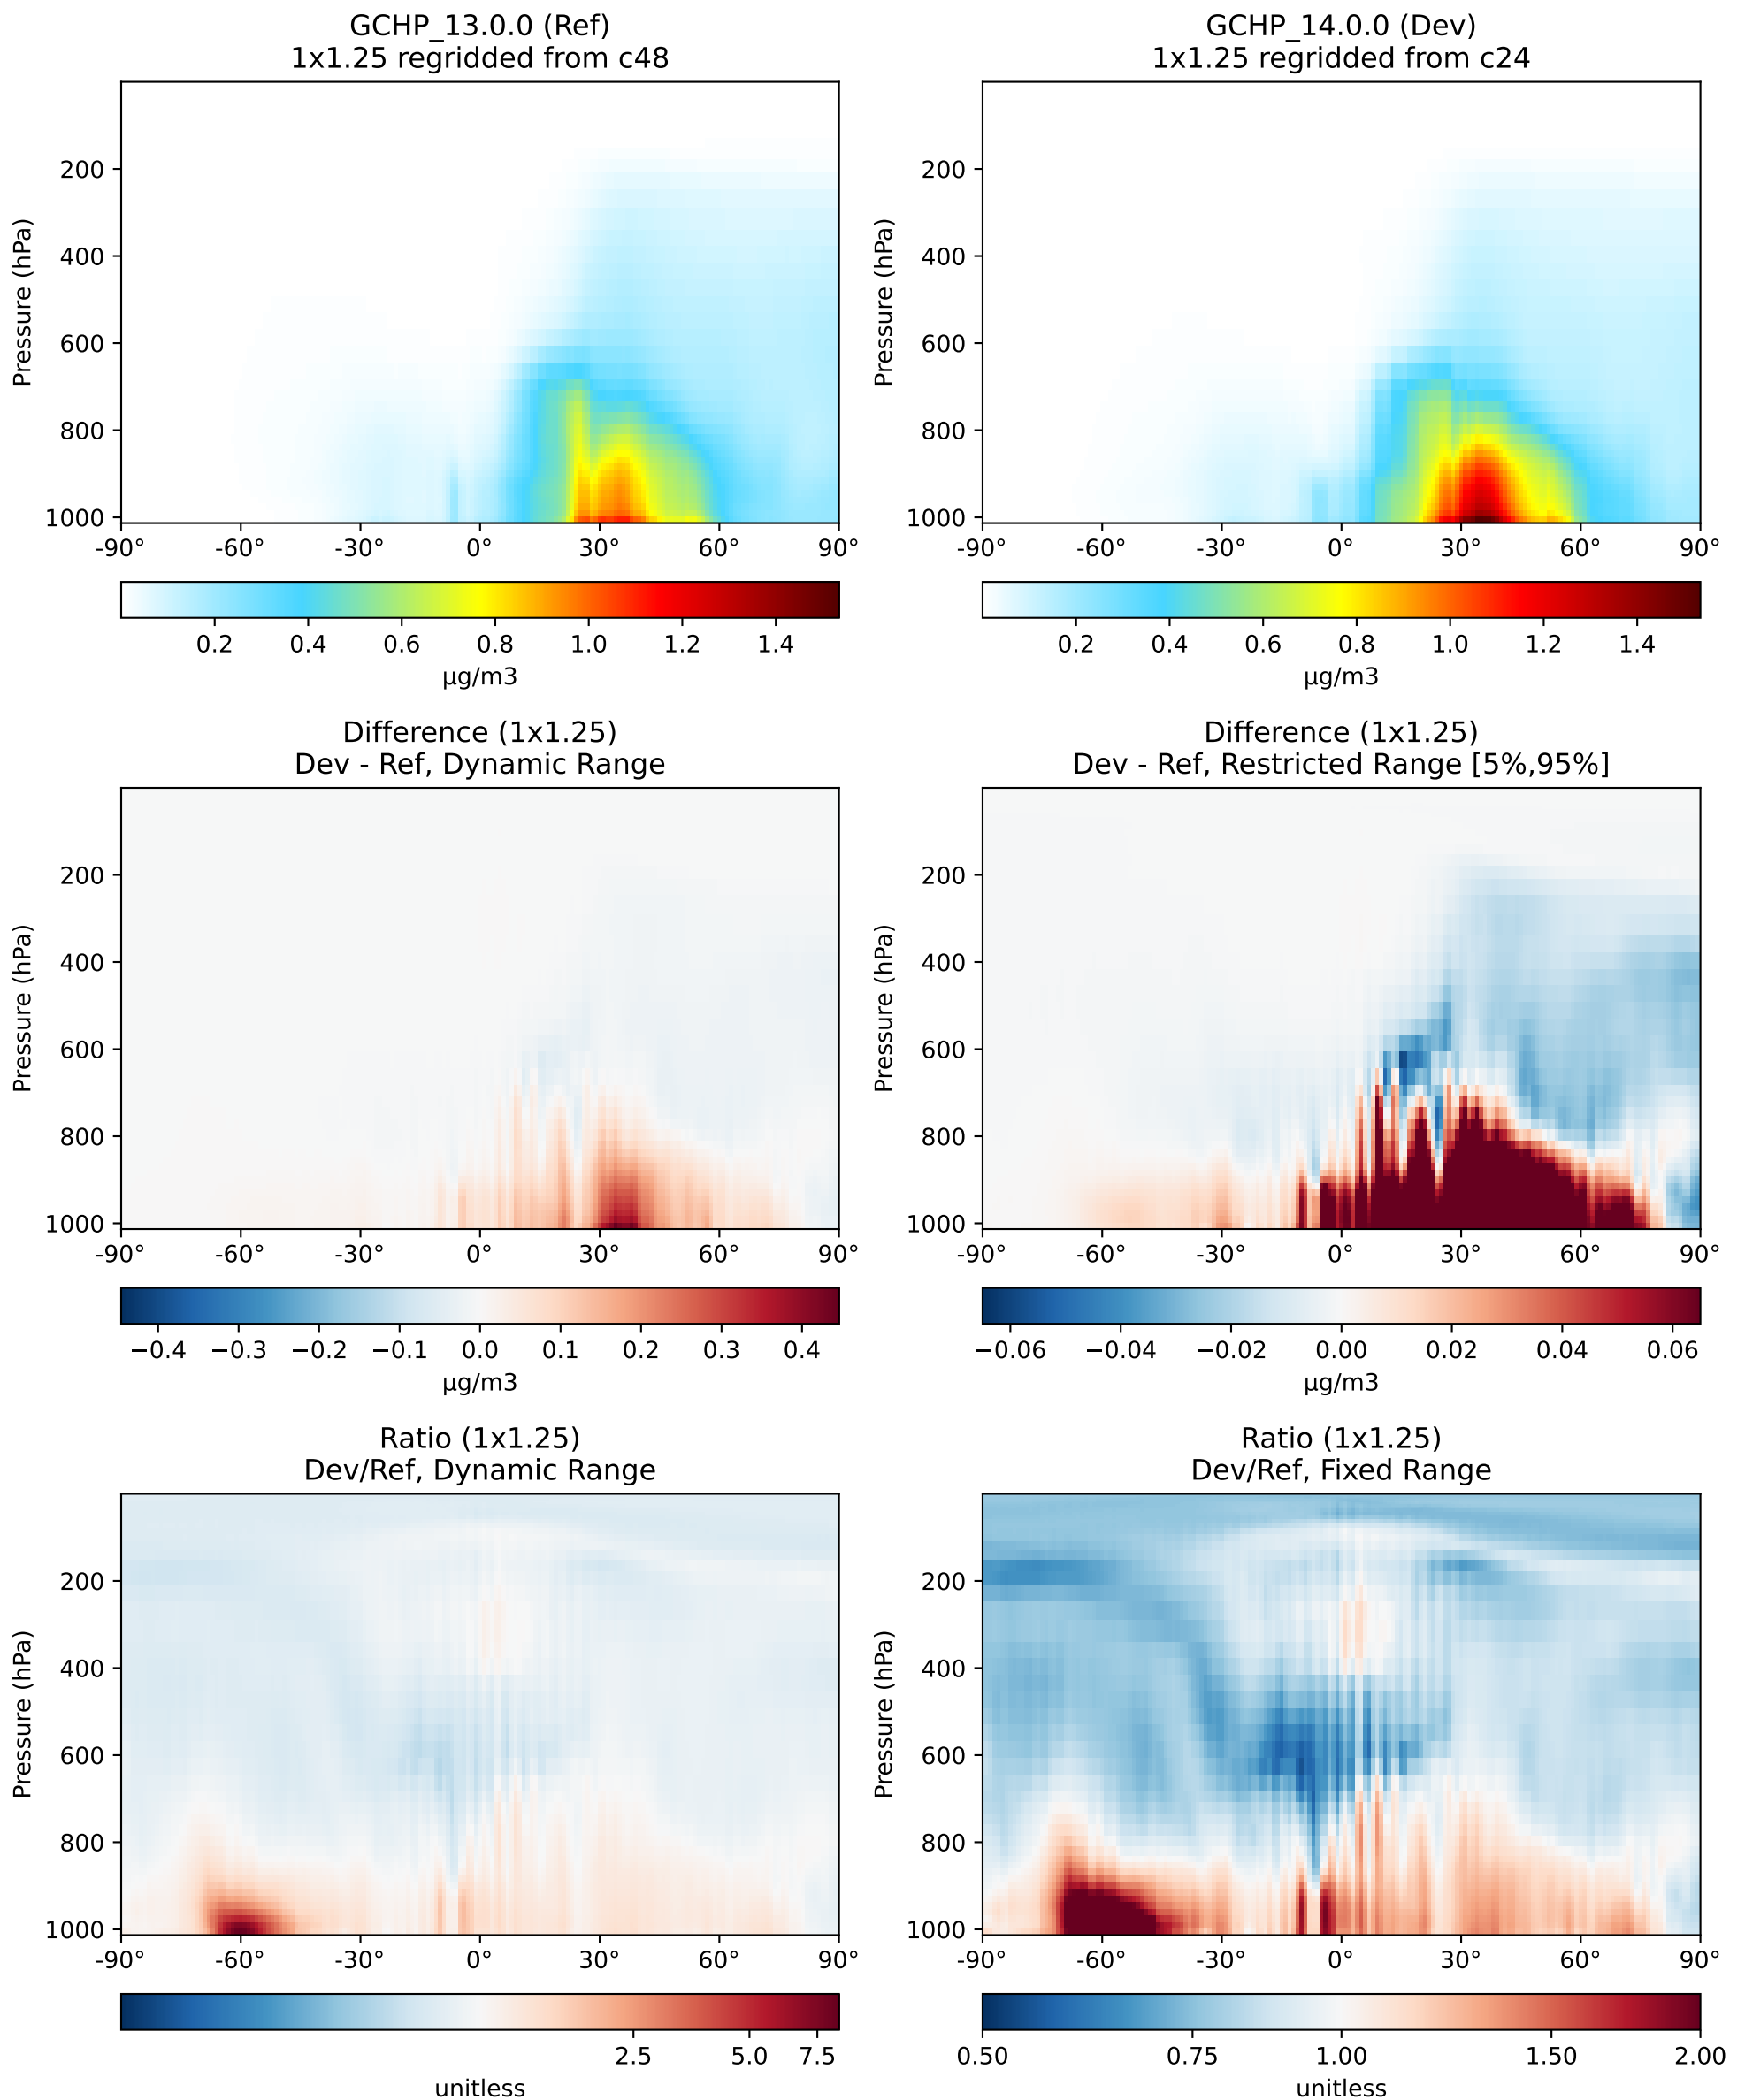 GCHP_13.0.0 (Ref)
1x1.25 regridded from c48
Pressure (hPa)
200
400
600
800
1000
-90° -60° -30° 0° 30° 60° 90°
0.2 0.4 0.6 0.8 1.0 1.2 1.4
µg/m3
GCHP_14.0.0 (Dev)
1x1.25 regridded from c24
Pressure (hPa)
200
400
600
800
1000
-90° -60° -30° 0° 30° 60° 90°
0.2 0.4 0.6 0.8 1.0 1.2 1.4
µg/m3
Difference (1x1.25)
Dev - Ref, Dynamic Range
Pressure (hPa)
200
400
600
800
1000
-90° -60° -30° 0° 30° 60° 90°
−0.4 −0.3 −0.2 −0.1 0.0 0.1 0.2 0.3 0.4
µg/m3
Difference (1x1.25)
Dev - Ref, Restricted Range [5%,95%]
Pressure (hPa)
200
400
600
800
1000
-90° -60° -30° 0° 30° 60° 90°
−0.06 −0.04 −0.02 0.00 0.02 0.04 0.06
µg/m3
Ratio (1x1.25)
Dev/Ref, Dynamic Range
Pressure (hPa)
200
400
600
800
1000
-90° -60° -30° 0° 30° 60° 90°
2.5 5.0 7.5
unitless
Ratio (1x1.25)
Dev/Ref, Fixed Range
Pressure (hPa)
200
400
600
800
1000
-90° -60° -30° 0° 30° 60° 90°
0.50 0.75 1.00 1.50 2.00
unitless